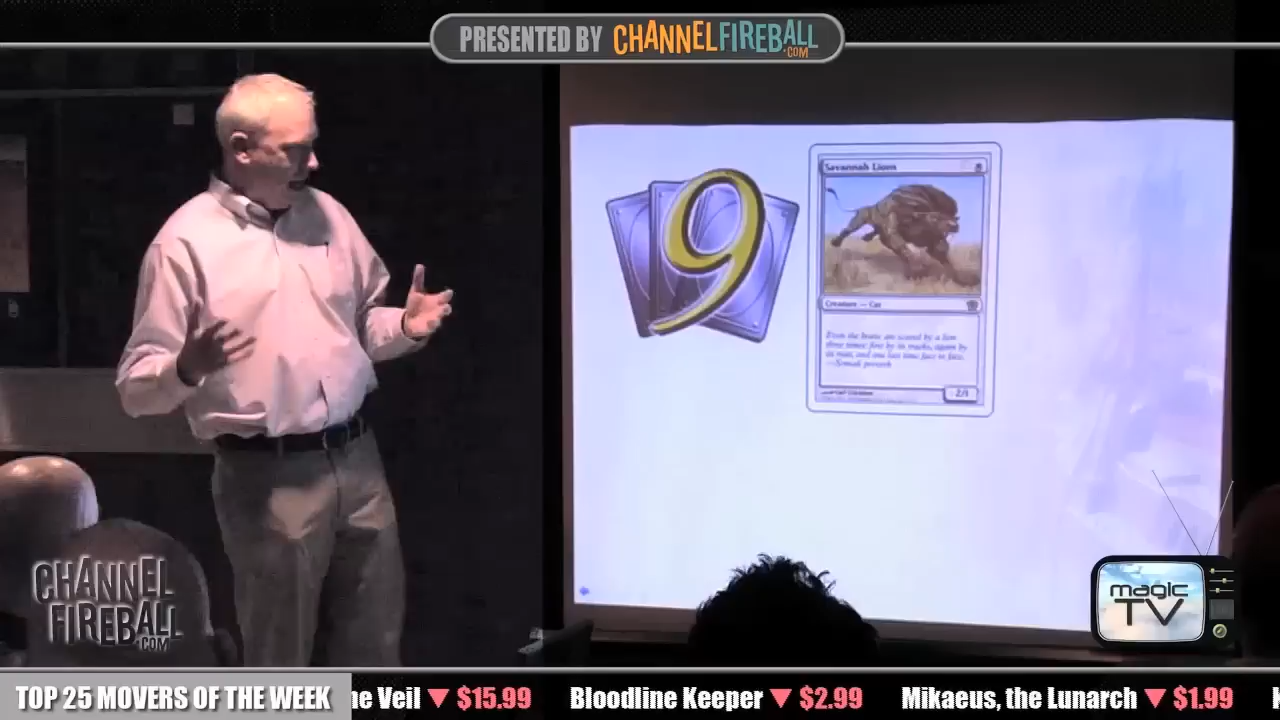 PRESENTED BY CHANNELFIREBALL.COM
9
Savannah Lions
Creature — Cat
2/1
CHANNEL
FIREBALL
.COM
magic
TV
TOP 25 MOVERS OF THE WEEK
he Veil ▼ $15.99 Bloodline Keeper ▼ $2.99 Mikaeus, the Lunarch ▼ $1.99